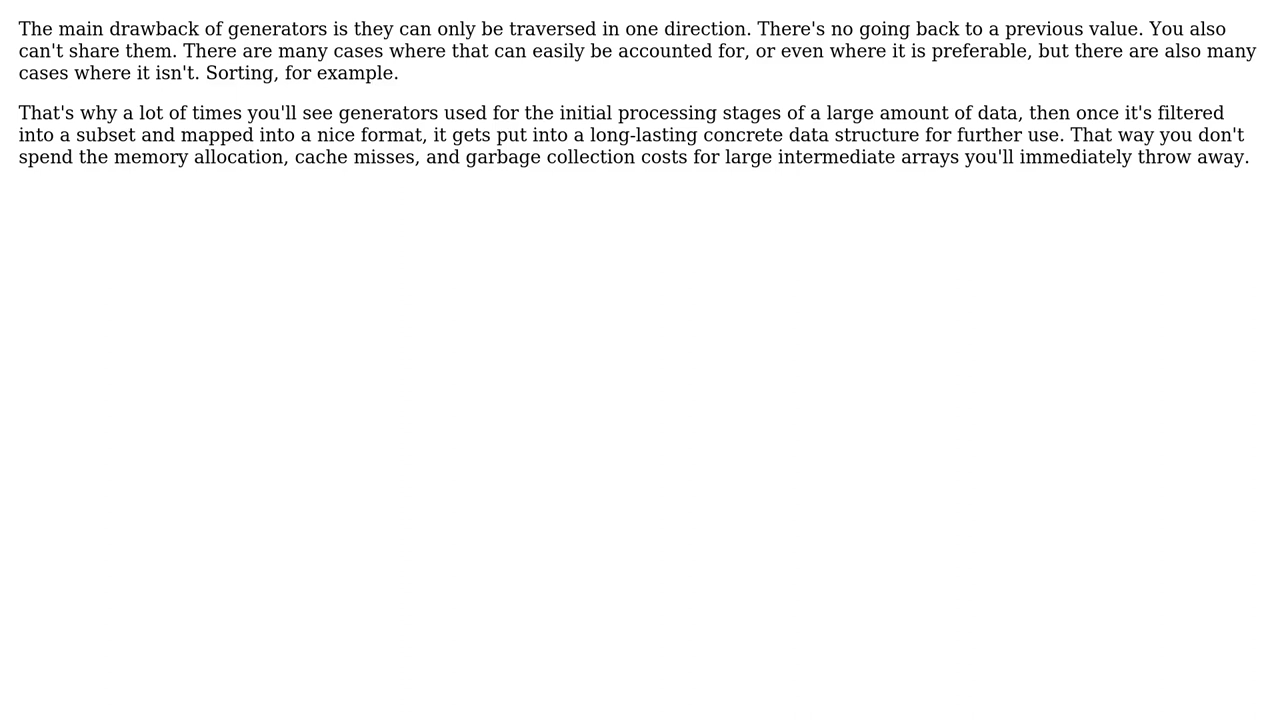 The main drawback of generators is they can only be traversed in one direction. There's no going back to a previous value. You also
can't share them. There are many cases where that can easily be accounted for, or even where it is preferable, but there are also many
cases where it isn't. Sorting, for example.
That's why a lot of times you'll see generators used for the initial processing stages of a large amount of data, then once it's filtered
into a subset and mapped into a nice format, it gets put into a long-lasting concrete data structure for further use. That way you don't
spend the memory allocation, cache misses, and garbage collection costs for large intermediate arrays you'll immediately throw away.